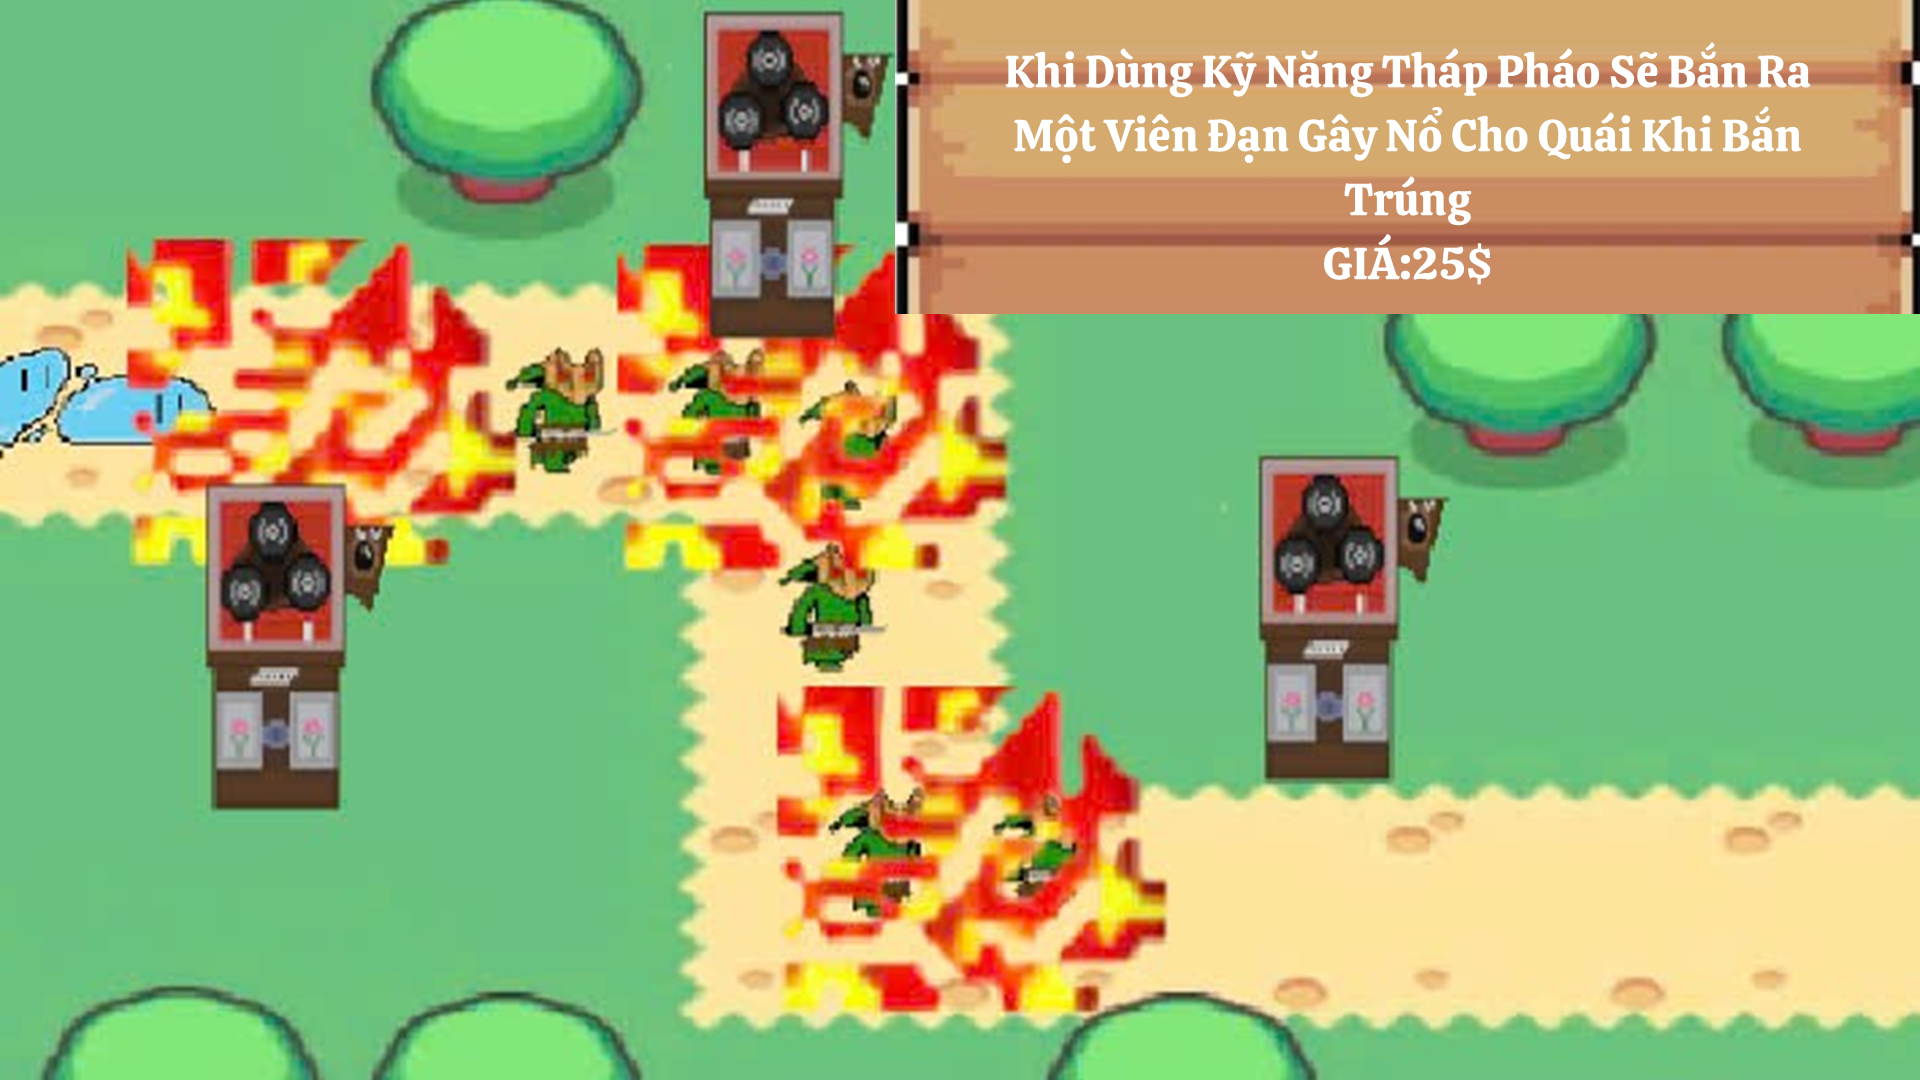 Khi Dùng Kỹ Năng Tháp Pháo Sẽ Bắn Ra
Một Viên Đạn Gây Nổ Cho Quái Khi Bắn
Trúng
GIÁ:25$